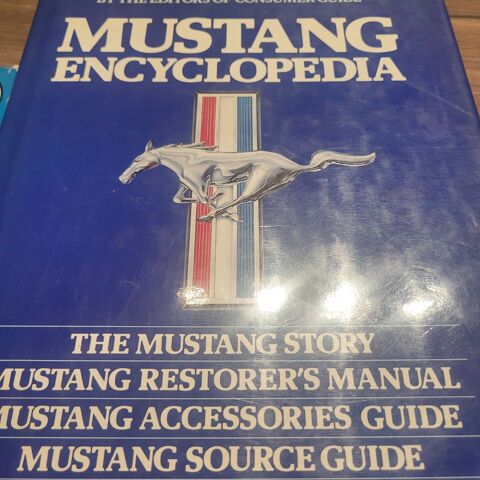 BY THE EDITORS OF CONSUMER GUIDE
MUSTANG
ENCYCLOPEDIA
THE MUSTANG STORY
MUSTANG RESTORER'S MANUAL
MUSTANG ACCESSORIES GUIDE
MUSTANG SOURCE GUIDE